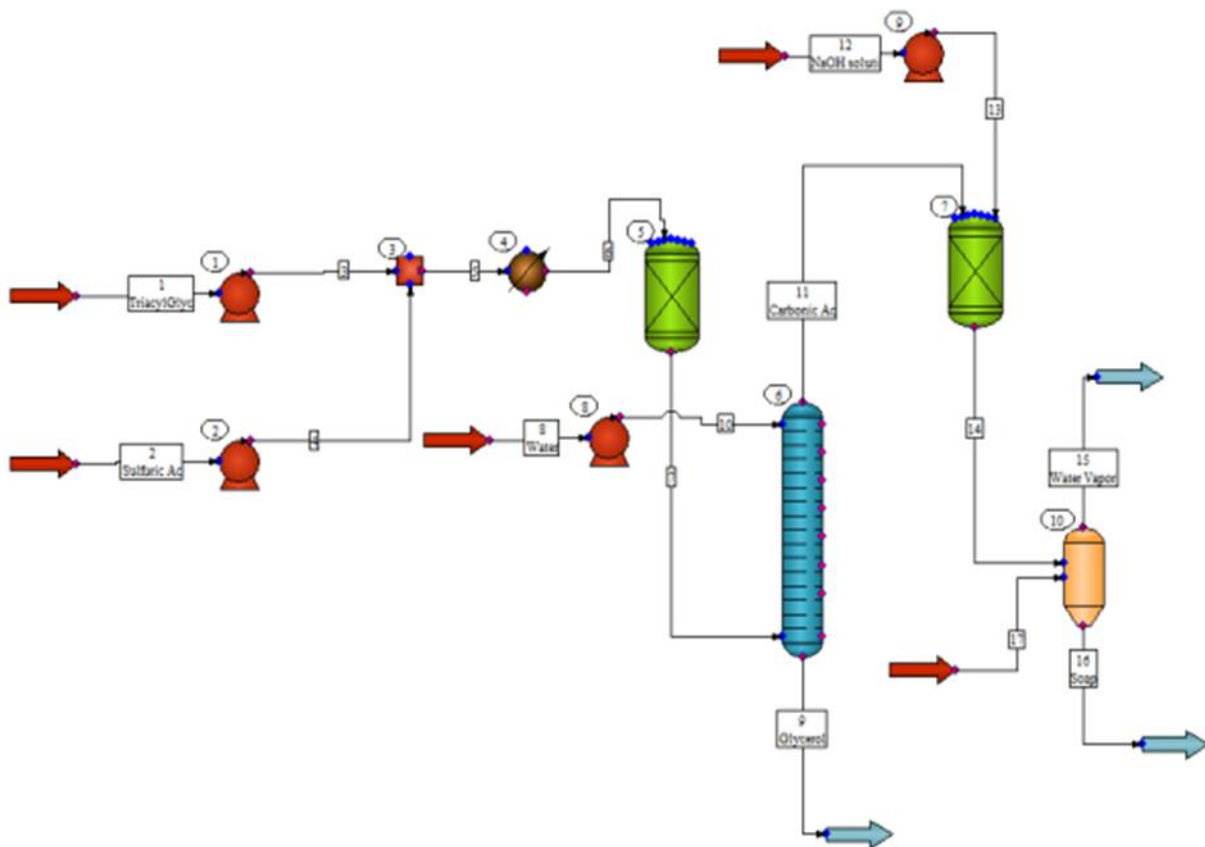 9
12
NaOH soluti
13
7
3
4
5
1
1
TriacylGlyc
11
Carbonic Ac
6
8
2
2
Sulfuric Ac
8
Water
10
14
15
Water Vapor
10
17
16
Soap
9
Glycerol